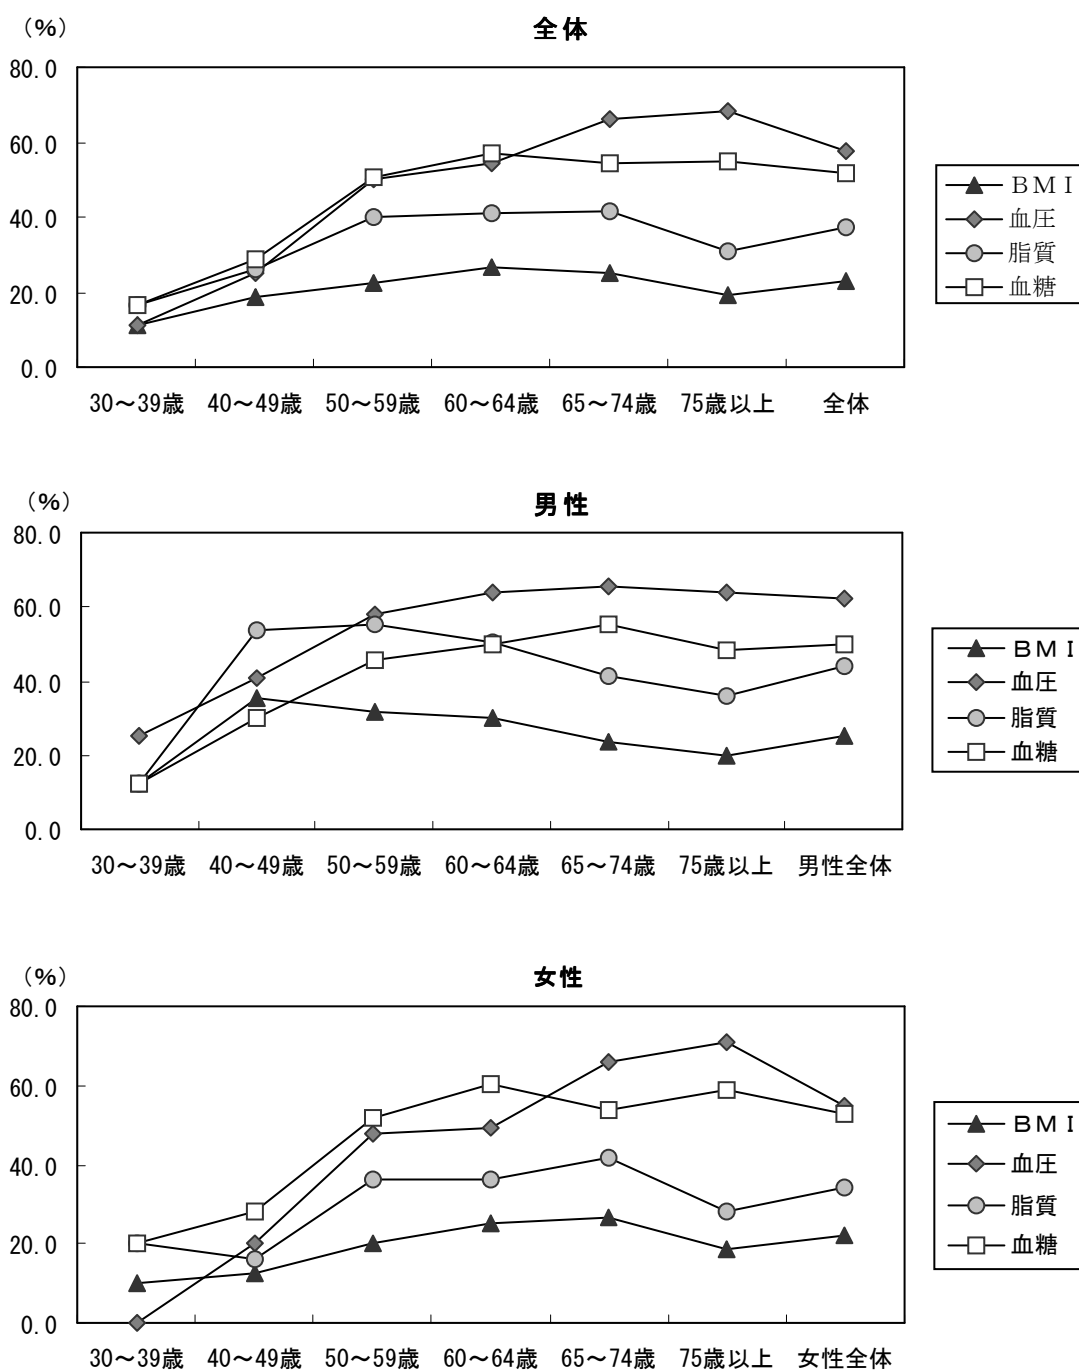 （%）
全体
80.0
60.0
40.0
20.0
0.0
30～39歳 40～49歳 50～59歳 60～64歳 65～74歳 75歳以上 全体
ＢＭＩ
血圧
脂質
血糖
（%）
男性
80.0
60.0
40.0
20.0
0.0
30～39歳 40～49歳 50～59歳 60～64歳 65～74歳 75歳以上 男性全体
ＢＭＩ
血圧
脂質
血糖
（%）
女性
80.0
60.0
40.0
20.0
0.0
30～39歳 40～49歳 50～59歳 60～64歳 65～74歳 75歳以上 女性全体
ＢＭＩ
血圧
脂質
血糖